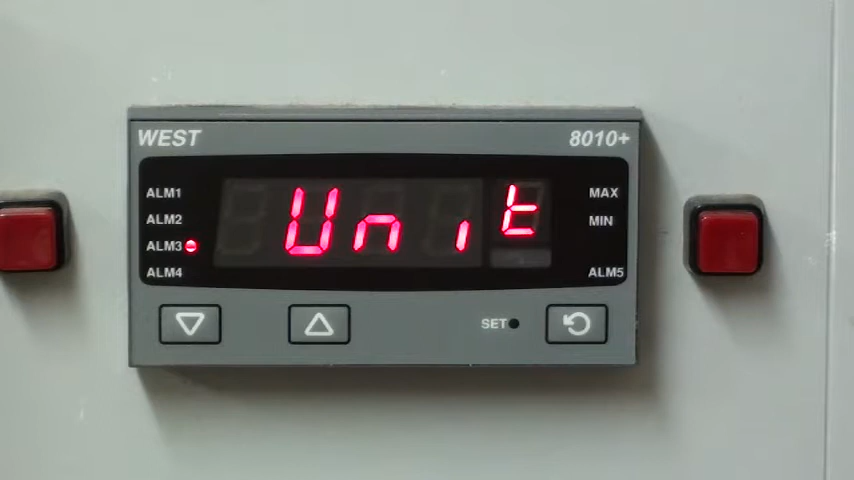 WEST 8010+
ALM1 MAX
ALM2 MIN
ALM3
ALM4 ALM5
Unit
SET